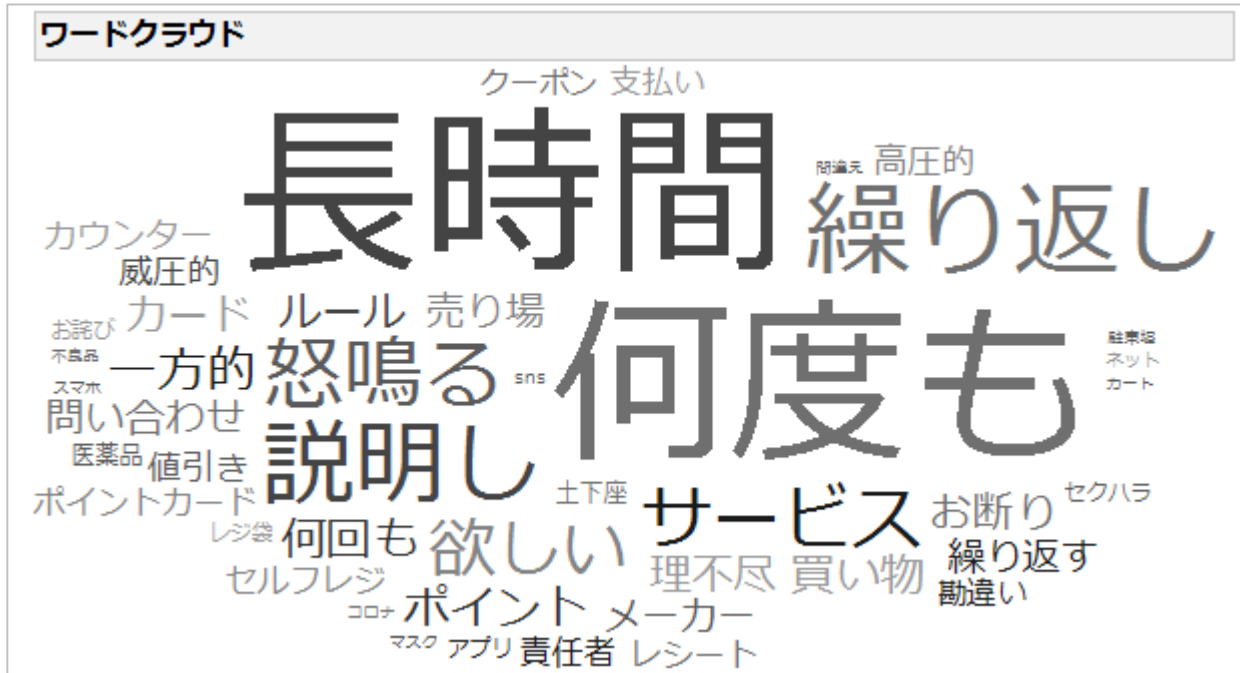 ワードクラウド
クーポン 支払い
長時間
間違え 高圧的
繰り返し
カウンター
威圧的
カード ルール 売り場
お詫び
不良品 一方的 怒鳴る sns 何度も
駐車場
ネット
カート
スマホ
問い合わせ
医薬品 値引き 説明し
ポイントカード 土下座 サービス お断り セクハラ
レジ袋 何回も 欲しい 繰り返す
セルフレジ 理不尽 買い物 勘違い
コロナ ポイント メーカー
マスク アプリ 責任者 レシート